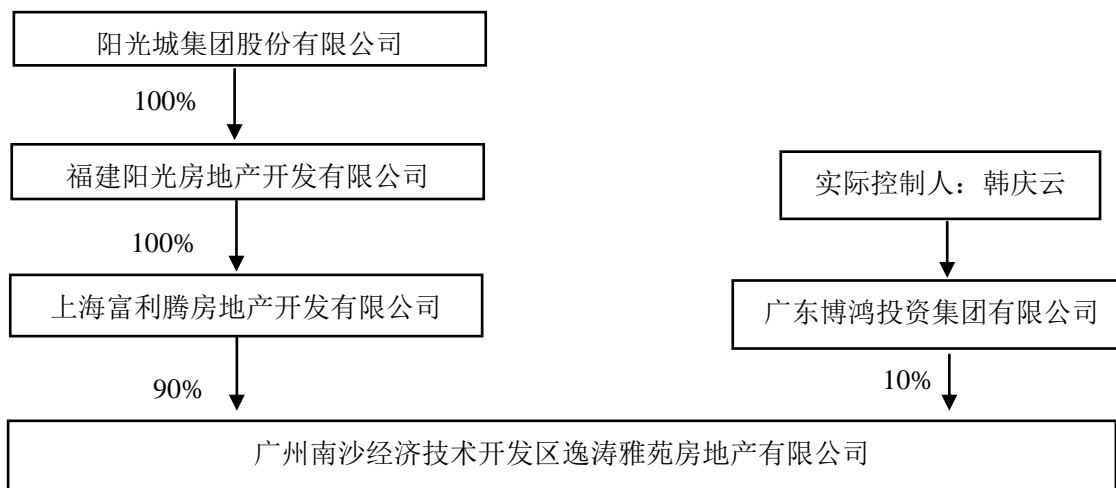 阳光城集团股份有限公司
100%
福建阳光房地产开发有限公司
实际控制人：韩庆云
100%
上海富利腾房地产开发有限公司
广东博鸿投资集团有限公司
90%
10%
广州南沙经济技术开发区逸涛雅苑房地产有限公司